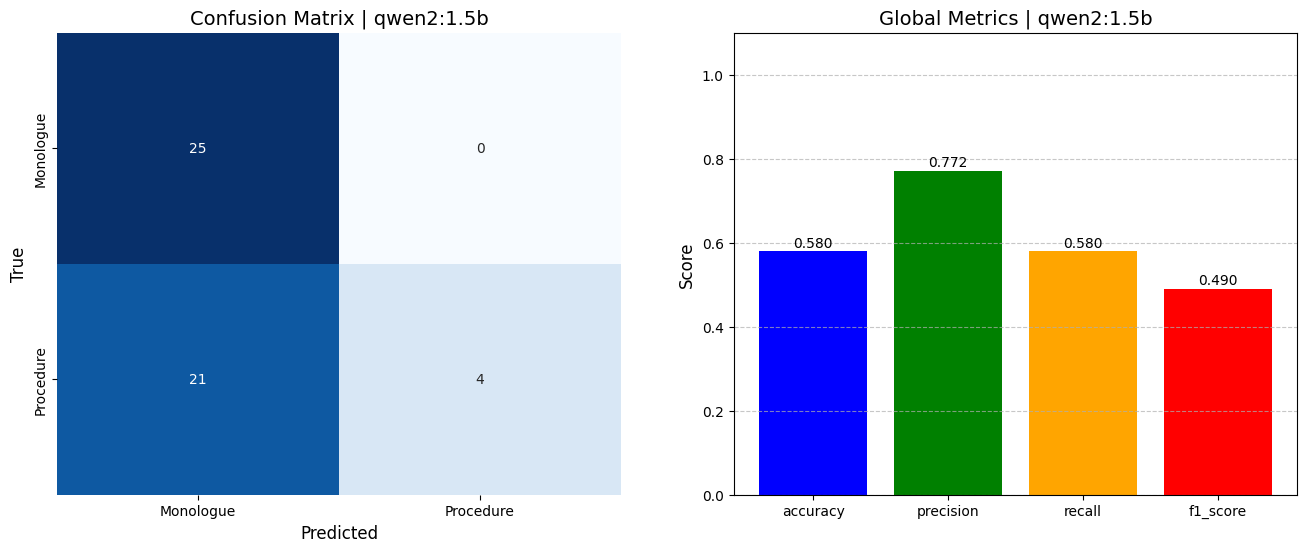 Confusion Matrix | qwen2:1.5b
True
Monologue
Procedure
25
0
21
4
Monologue
Procedure
Predicted
Global Metrics | qwen2:1.5b
Score
1.0
0.8
0.6
0.4
0.2
0.0
0.580
0.772
0.580
0.490
accuracy
precision
recall
f1_score